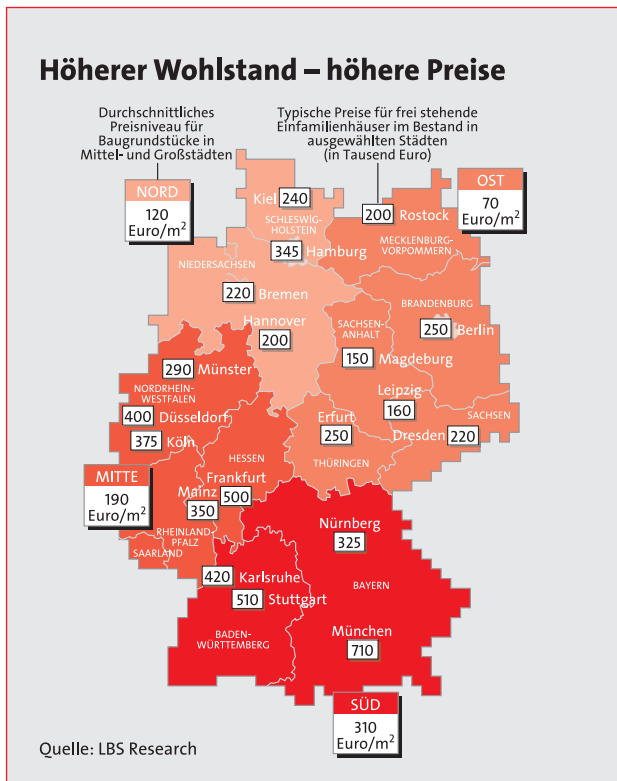 Höherer Wohlstand – höhere Preise
Durchschnittliches
Preisniveau für
Baugrundstücke in
Mittel- und Großstädten
Typische Preise für frei stehende
Einfamilienhäuser im Bestand in
ausgewählten Städten
(in Tausend Euro)
NORD
120
Euro/m²
OST
70
Euro/m²
Kiel 240
200 Rostock
SCHLESWIG-
HOLSTEIN
MECKLENBURG-
VORPOMMERN
345 Hamburg
NIEDERSACHSEN
220 Bremen
BRANDENBURG
250 Berlin
Hannover
200
SACHSEN-
ANHALT
150 Magdeburg
290 Münster
NORDRHEIN-
WESTFALEN
Leipzig
160
400 Düsseldorf
Erfurt
250
SACHSEN
Dresden 220
375 Köln
HESSEN
THÜRINGEN
MITTE
190
Euro/m²
Frankfurt
500
Mainz
350
RHEINLAND
PFALZ
SAARLAND
Nürnberg
325
420 Karlsruhe
BAYERN
510 Stuttgart
BADEN-
WÜRTTEMBERG
München
710
SÜD
310
Euro/m²
Quelle: LBS Research